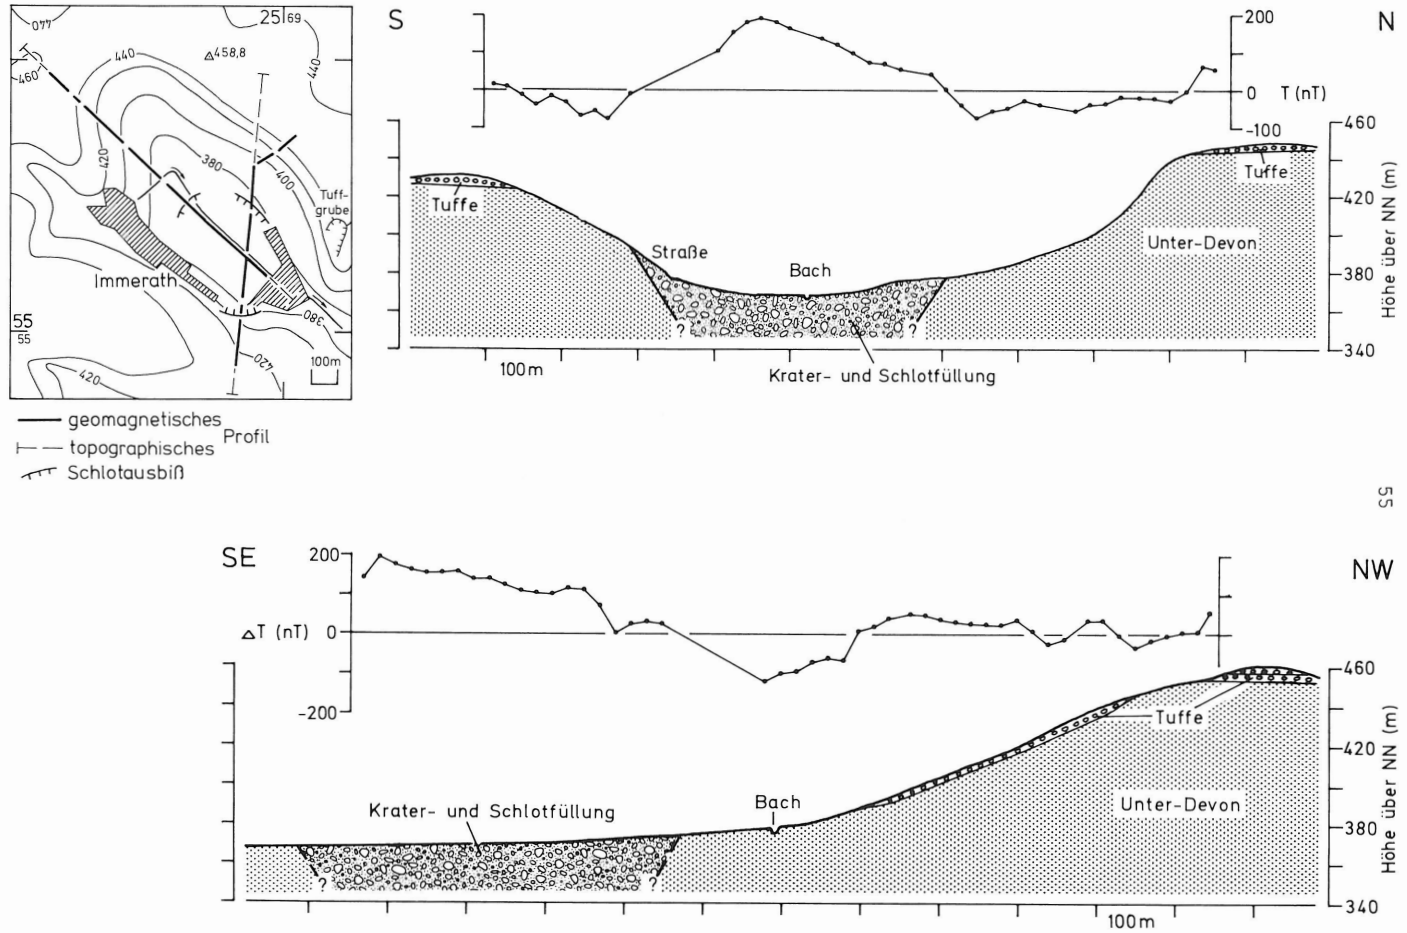 077
25 69
440
458,8
460
440
420
380
400
Tuff-
grube
Immerath
380
55
55
420
420
100m
geomagnetisches
topographisches Profil
Schlotausbiß
S
N
200
0 T (nT)
-100
460
420
380
340
Höhe über NN (m)
Tuffe
Tuffe
Straße
Bach
Unter-Devon
? ?
100m
Krater- und Schlotfüllung
55
SE
NW
200
△T (nT) 0
-200
460
420
380
340
Höhe über NN (m)
Tuffe
Krater- und Schlotfüllung
Bach
Unter-Devon
? ?
100m